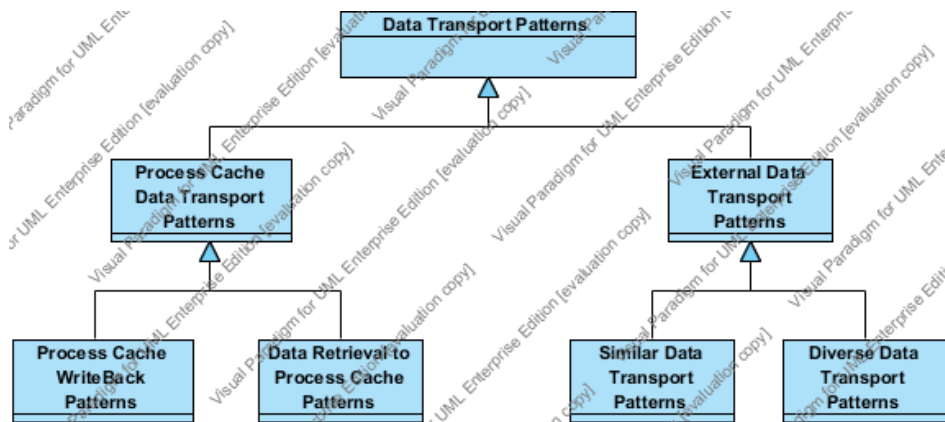 Data Transport Patterns
Process Cache
Data Transport
Patterns
External Data
Transport
Patterns
Process Cache
WriteBack
Patterns
Data Retrieval to
Process Cache
Patterns
Similar Data
Transport
Patterns
Diverse Data
Transport
Patterns
Visual Paradigm for UML Enterprise Edition [evaluation copy]